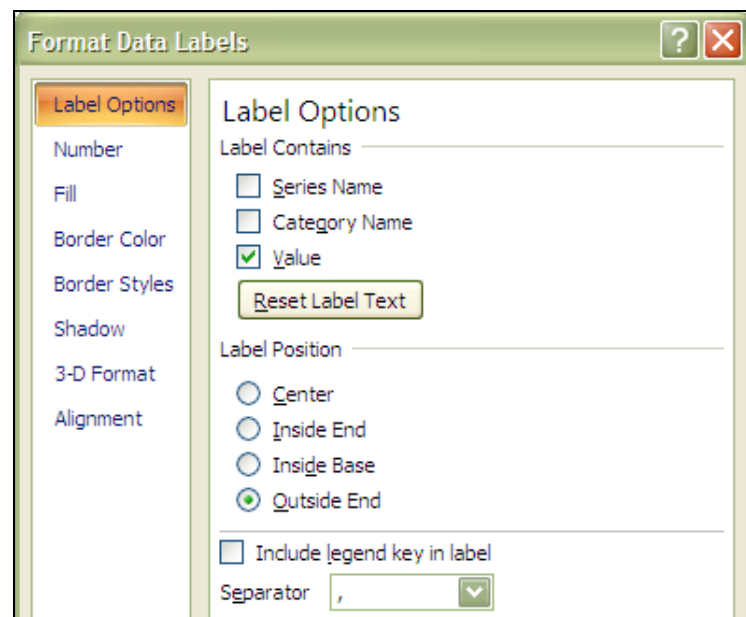 Format Data Labels
?
Label Options
Number
Fill
Border Color
Border Styles
Shadow
3-D Format
Alignment
Label Options
Label Contains
Series Name
Category Name
Value
Reset Label Text
Label Position
Center
Inside End
Inside Base
Outside End
Include legend key in label
Separator ,